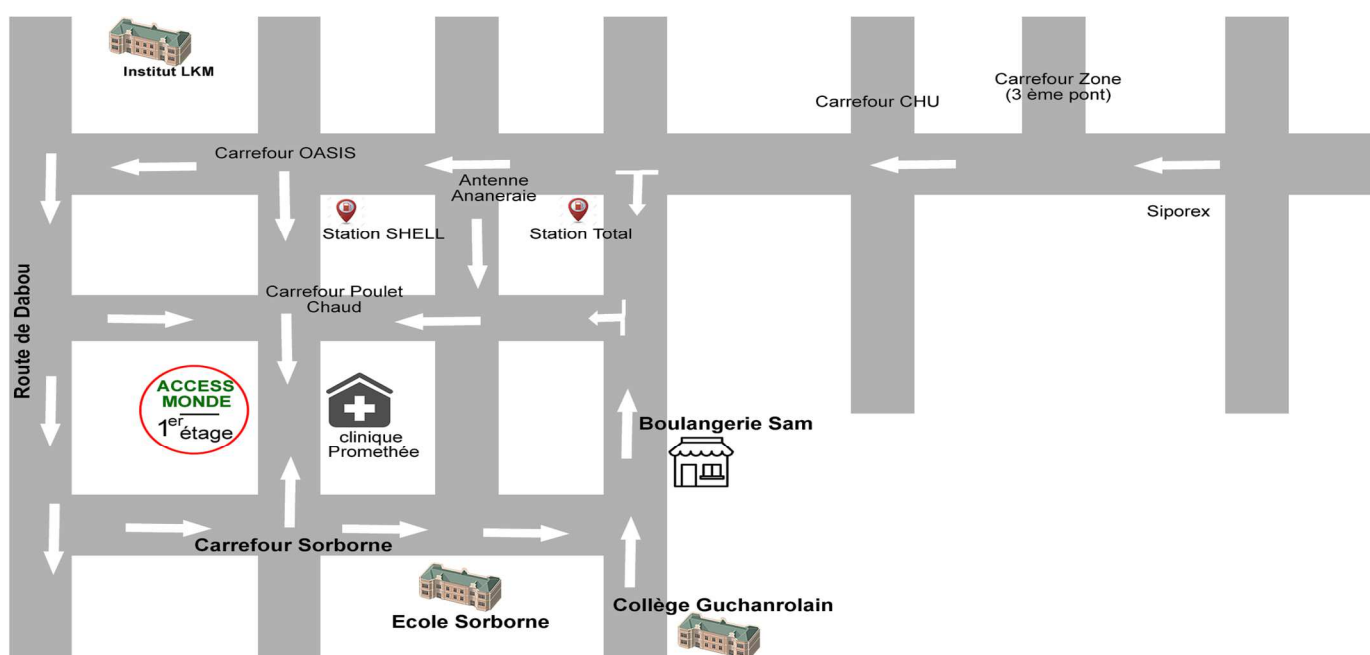 Institut LKM
Carrefour OASIS
Carrefour CHU
Carrefour Zone
(3 ème pont)
Antenne
Ananeraie
Siporex
Station SHELL
Station Total
Route de Dabou
Carrefour Poulet
Chaud
ACCESS
MONDE
1er étage
clinique
Promethée
Boulangerie Sam
Carrefour Sorborne
Ecole Sorborne
Collège Guchanrolain